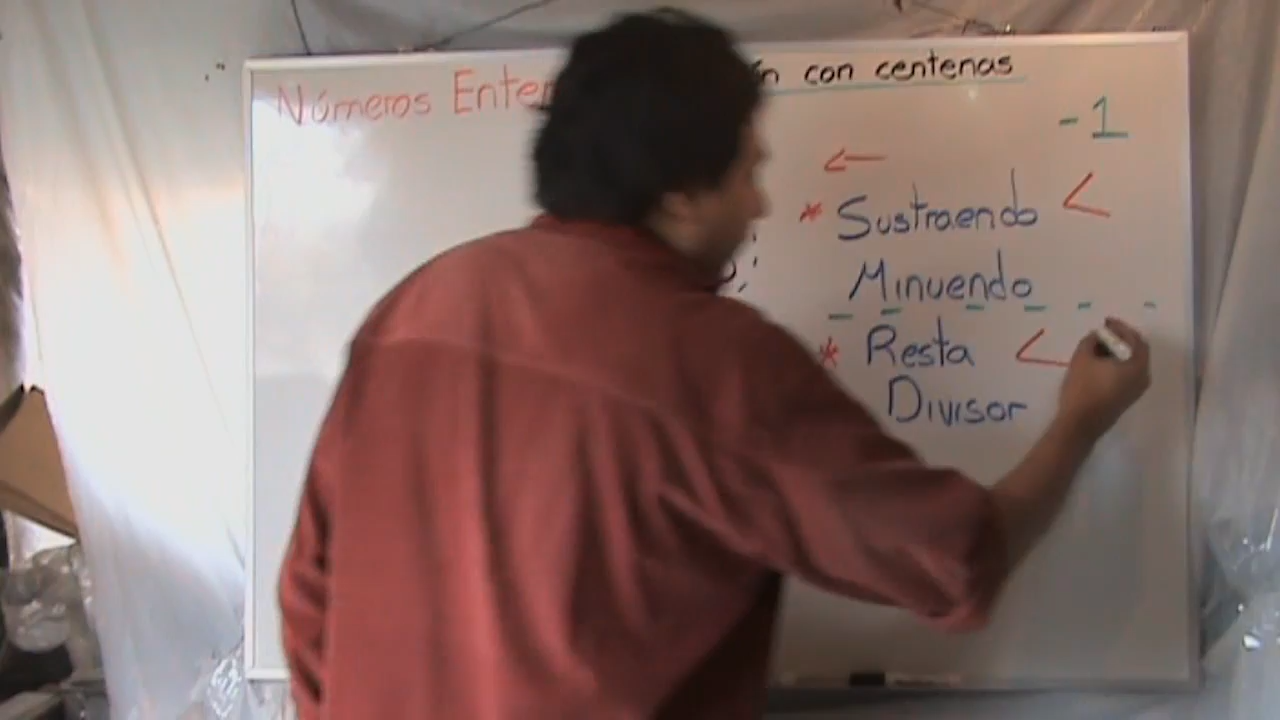 Números Enter
n con centenas
-1
←
* Sustraendo <
Minuendo
* Resta <
Divisor